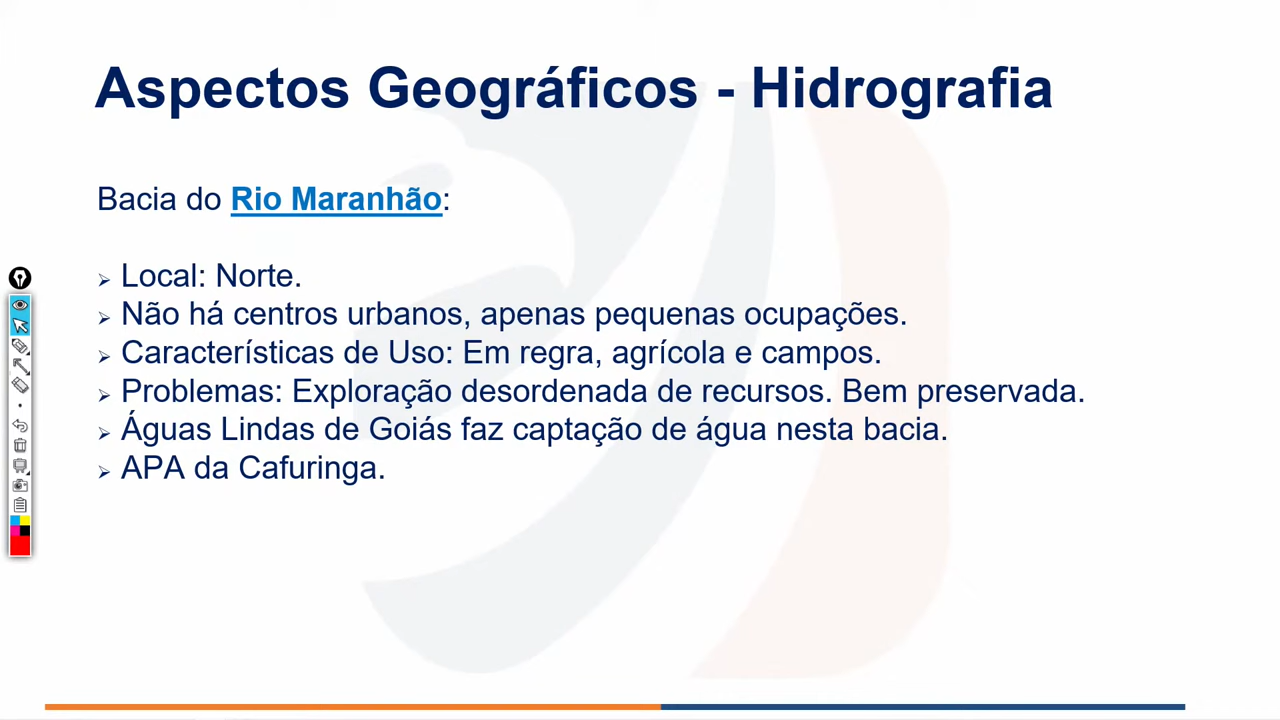 Aspectos Geográficos - Hidrografia
Bacia do Rio Maranhão:
➢ Local: Norte.
➢ Não há centros urbanos, apenas pequenas ocupações.
➢ Características de Uso: Em regra, agrícola e campos.
➢ Problemas: Exploração desordenada de recursos. Bem preservada.
➢ Águas Lindas de Goiás faz captação de água nesta bacia.
➢ APA da Cafuringa.